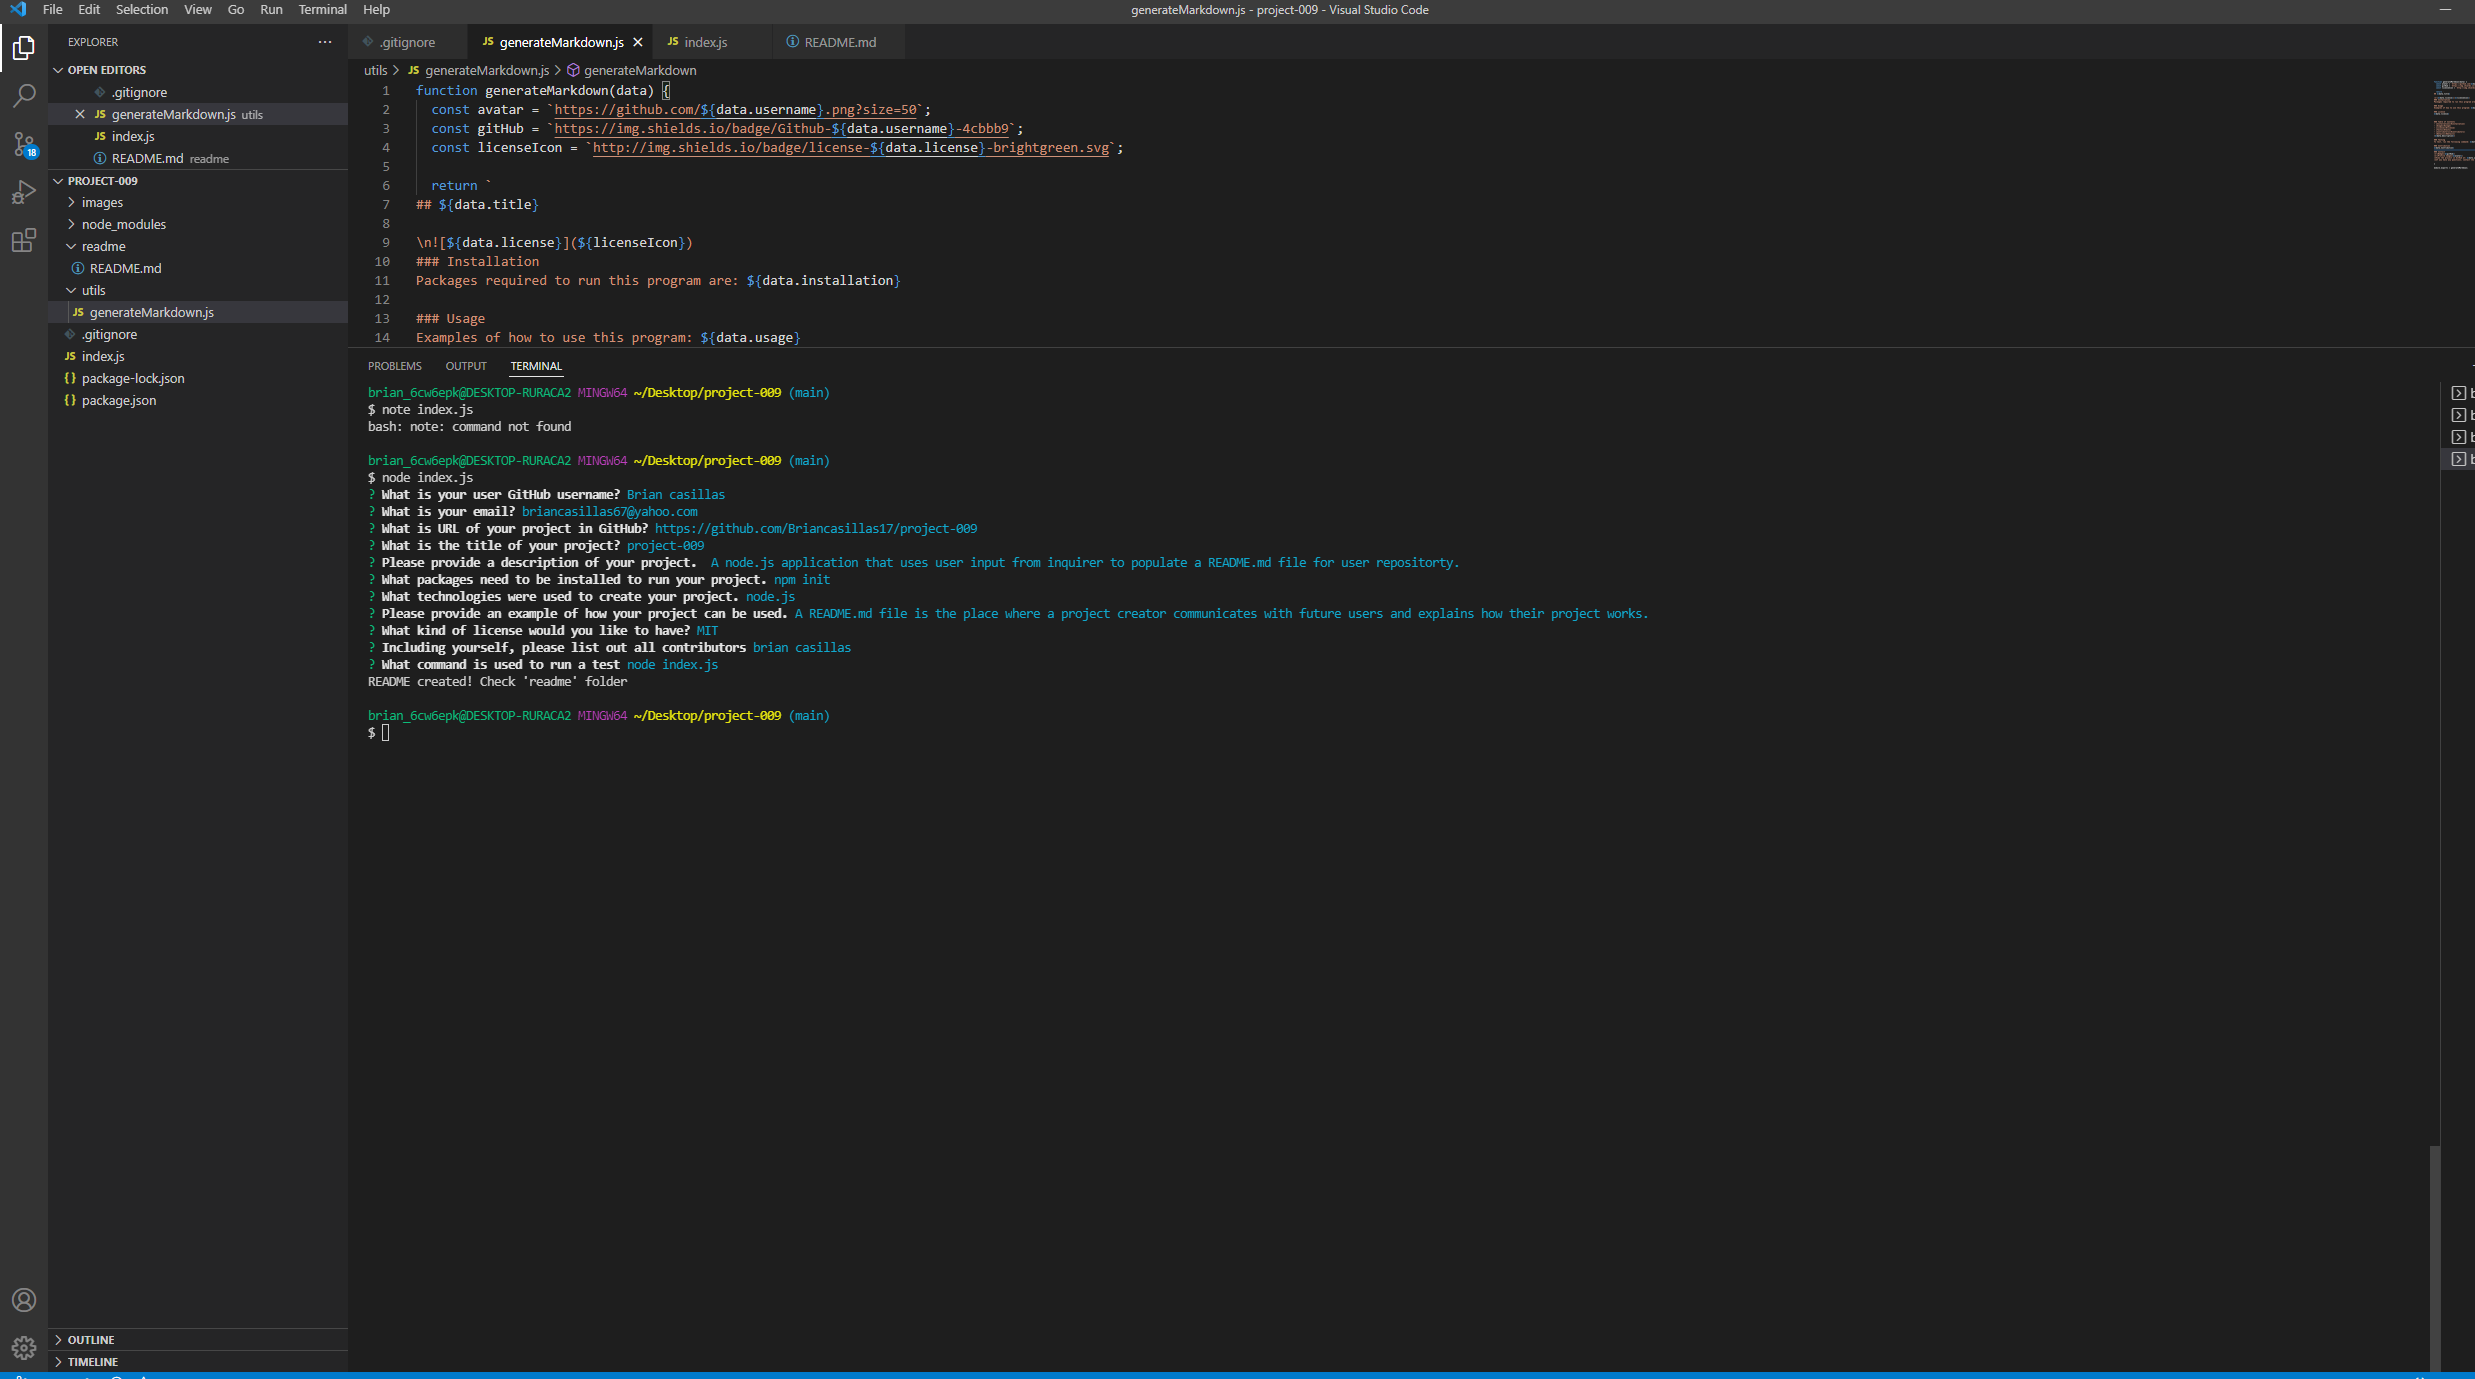 File Edit Selection View Go Run Terminal Help
generateMarkdown.js - project-009 - Visual Studio Code
EXPLORER
OPEN EDITORS
.gitignore
generateMarkdown.js utils
index.js
README.md readme
PROJECT-009
images
node_modules
readme
README.md
utils
generateMarkdown.js
.gitignore
index.js
package-lock.json
package.json
OUTLINE
TIMELINE
18
.gitignore
JS generateMarkdown.js
JS index.js
README.md
utils > JS generateMarkdown.js > generateMarkdown
1 function generateMarkdown(data) {
2 const avatar = `https://github.com/${data.username}.png?size=50`;
3 const gitHub = `https://img.shields.io/badge/Github-${data.username}-4cbbb9`;
4 const licenseIcon = `http://img.shields.io/badge/license-${data.license}-brightgreen.svg`;
5
6 return `
7 ## ${data.title}
8
9 \n![${data.license}](${licenseIcon})
10 ### Installation
11 Packages required to run this program are: ${data.installation}
12
13 ### Usage
14 Examples of how to use this program: ${data.usage}
PROBLEMS OUTPUT TERMINAL
brian_6cw6epk@DESKTOP-RURACA2 MINGW64 ~/Desktop/project-009 (main)
$ note index.js
bash: note: command not found
brian_6cw6epk@DESKTOP-RURACA2 MINGW64 ~/Desktop/project-009 (main)
$ node index.js
? What is your user GitHub username? Brian casillas
? What is your email? briancasillas67@yahoo.com
? What is URL of your project in GitHub? https://github.com/Briancasillas17/project-009
? What is the title of your project? project-009
? Please provide a description of your project.  A node.js application that uses user input from inquirer to populate a README.md file for user repositorty.
? What packages need to be installed to run your project. npm init
? What technologies were used to create your project. node.js
? Please provide an example of how your project can be used. A README.md file is the place where a project creator communicates with future users and explains how their project works.
? What kind of license would you like to have? MIT
? Including yourself, please list out all contributors brian casillas
? What command is used to run a test node index.js
README created! Check 'readme' folder
brian_6cw6epk@DESKTOP-RURACA2 MINGW64 ~/Desktop/project-009 (main)
$